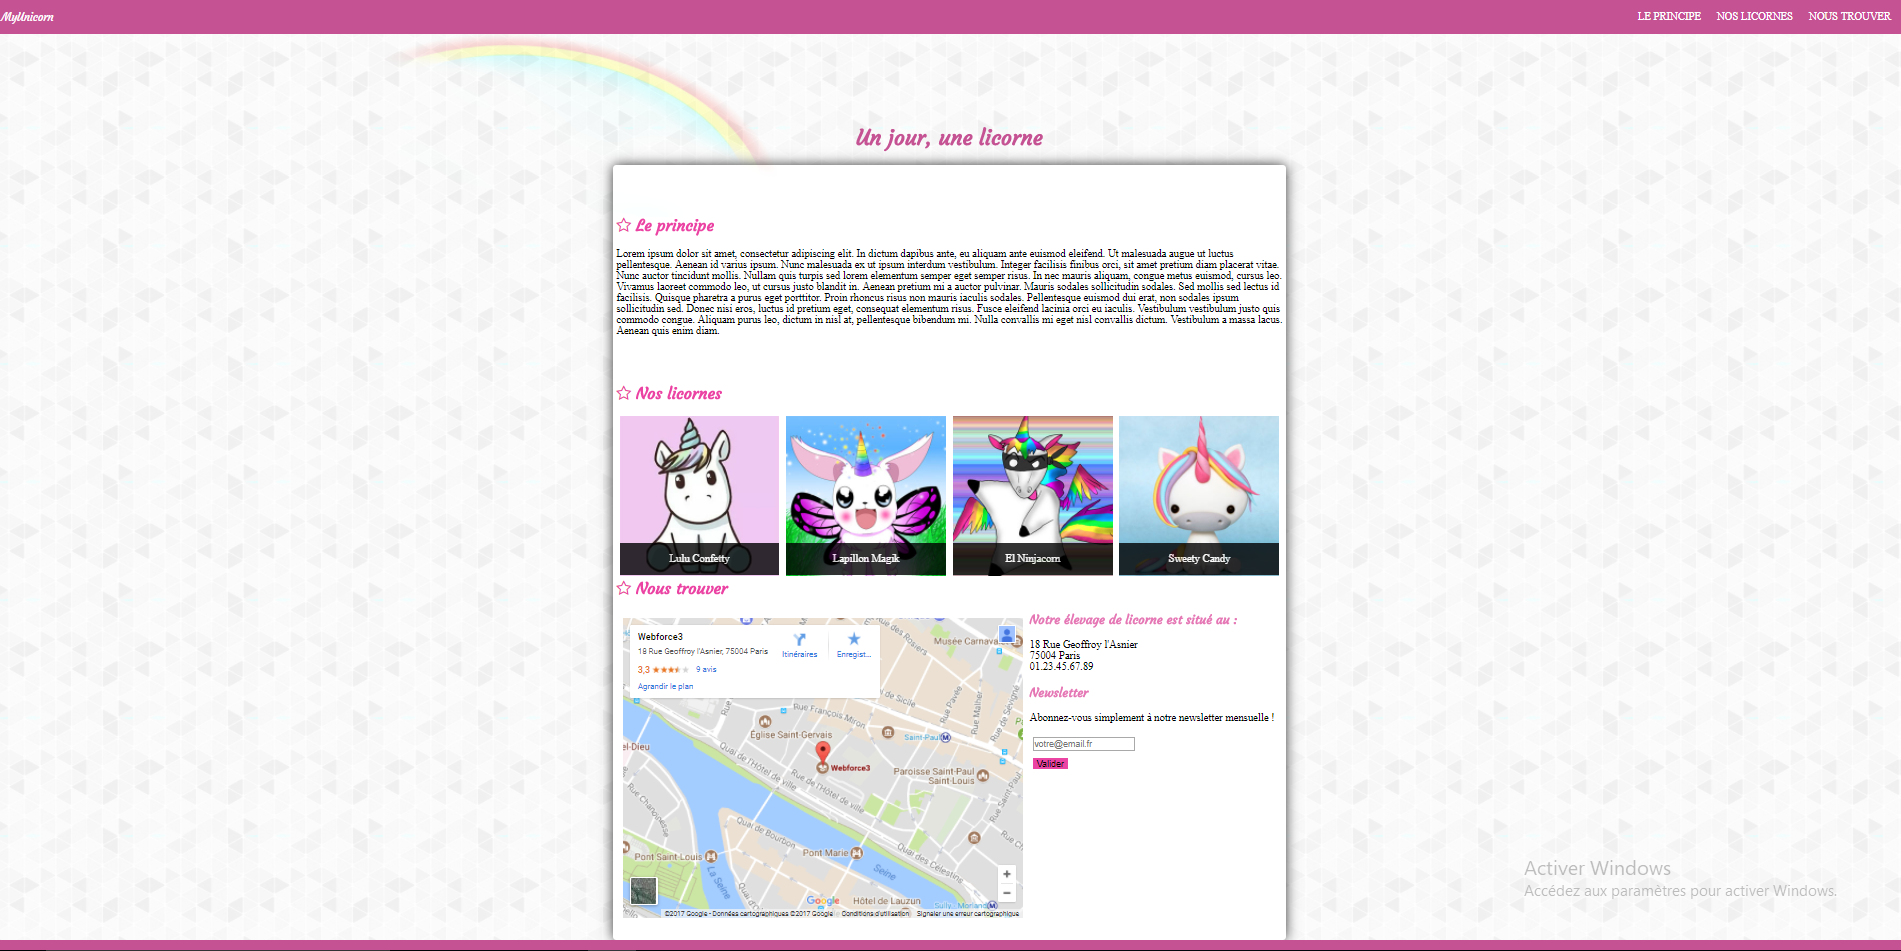 MyUnicorn
LE PRINCIPE NOS LICORNES NOUS TROUVER
Un jour, une licorne
Le principe
Lorem ipsum dolor sit amet, consectetur adipiscing elit. In dictum dapibus ante, eu aliquam ante euismod eleifend. Ut malesuada augue ut luctus
pellentesque. Aenean id varius ipsum. Nunc malesuada ex ut ipsum interdum vestibulum. Integer facilisis finibus orci, sit amet pretium diam placerat vitae.
Nunc auctor tincidunt mollis. Nullam quis turpis sed lorem elementum semper eget semper risus. In nec mauris aliquam, congue metus euismod, cursus leo.
Vivamus laoreet commodo leo, ut cursus justo blandit in. Aenean pretium mi a auctor pulvinar. Mauris sodales sollicitudin sodales. Sed mollis sed lectus id
facilisis. Quisque pharetra a purus eget porttitor. Proin rhoncus risus non mauris iaculis sodales. Pellentesque euismod dui erat, non sodales ipsum
sollicitudin sed. Donec nisi eros, luctus id pretium eget, consequat elementum risus. Fusce eleifend lacinia orci eu iaculis. Vestibulum vestibulum justo quis
commodo congue. Aliquam purus leo, dictum in nisl at, pellentesque bibendum mi. Nulla convallis mi eget nisl convallis dictum. Vestibulum a massa lacus.
Aenean quis enim diam.
Nos licornes
Lulu Confetty
Lapillon Magik
El Ninjacorn
Sweety Candy
Nous trouver
Webforce3
18 Rue Geoffroy l'Asnier, 75004 Paris
3,3 9 avis
Agrandir le plan
Itinéraires
Enregist...
Musée Carnaval
Rue des Rosiers
de Sicile
Rue Pavée
Rue Malher
Rue de Sévigné
Rue François Miron
Église Saint-Gervais
Saint-Paul
el-Dieu
Quai de l'Hôtel de ville
Webforce3
Rue de l'Hôtel de ville
Paroisse Saint-Paul
Saint-Louis
Rue Saint-Paul
Rue Chanoinesse
Quai de Bourbon
Pont Saint-Louis
Pont Marie
Quai des Célestins
La Seine
Seine
Quai d'
Hôtel de Lauzun
Sully - Morland
Google
©2017 Google - Données cartographiques ©2017 Google Conditions d'utilisation Signaler une erreur cartographique
Notre élevage de licorne est situé au :
18 Rue Geoffroy l'Asnier
75004 Paris
01.23.45.67.89
Newsletter
Abonnez-vous simplement à notre newsletter mensuelle !
votre@email.fr
Valider
Activer Windows
Accédez aux paramètres pour activer Windows.